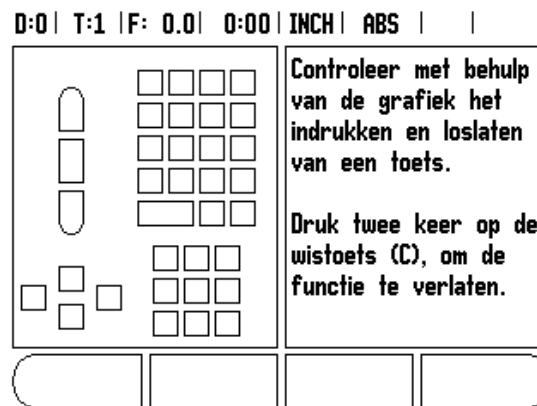 D:0| T:1 |F: 0.0| 0:00| INCH| ABS | |
Controleer met behulp
van de grafiek het
indrukken en loslaten
van een toets.
Druk twee keer op de
wistoets (C), om de
functie te verlaten.